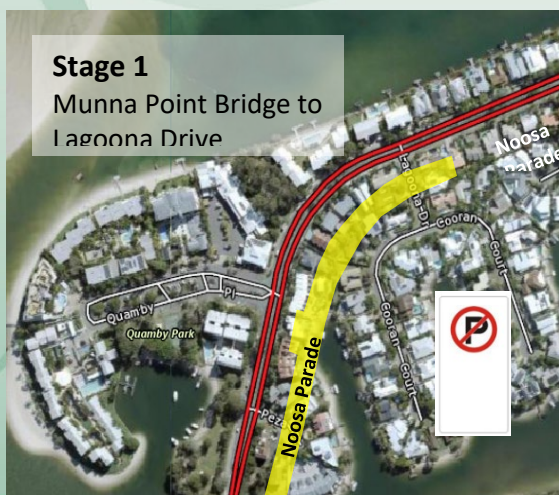 Stage 1
Munna Point Bridge to
Lagoona Drive
Noosa
Parade
Lagoona-Dr
Cooran
Court
Quamby
Pl
Quamby Park
Cooran
Court
P
Noosa Parade